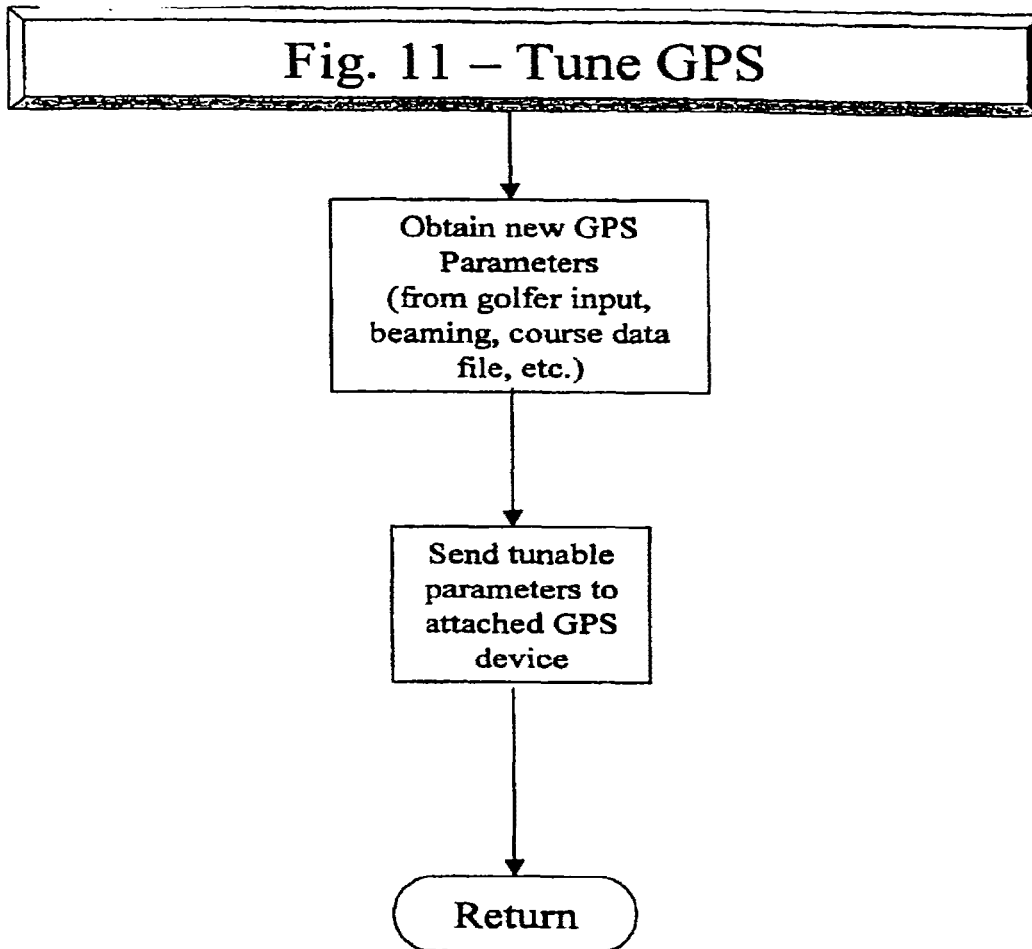 Fig. 11 – Tune GPS
Obtain new GPS
Parameters
(from golfer input,
beaming, course data
file, etc.)
Send tunable
parameters to
attached GPS
device
Return